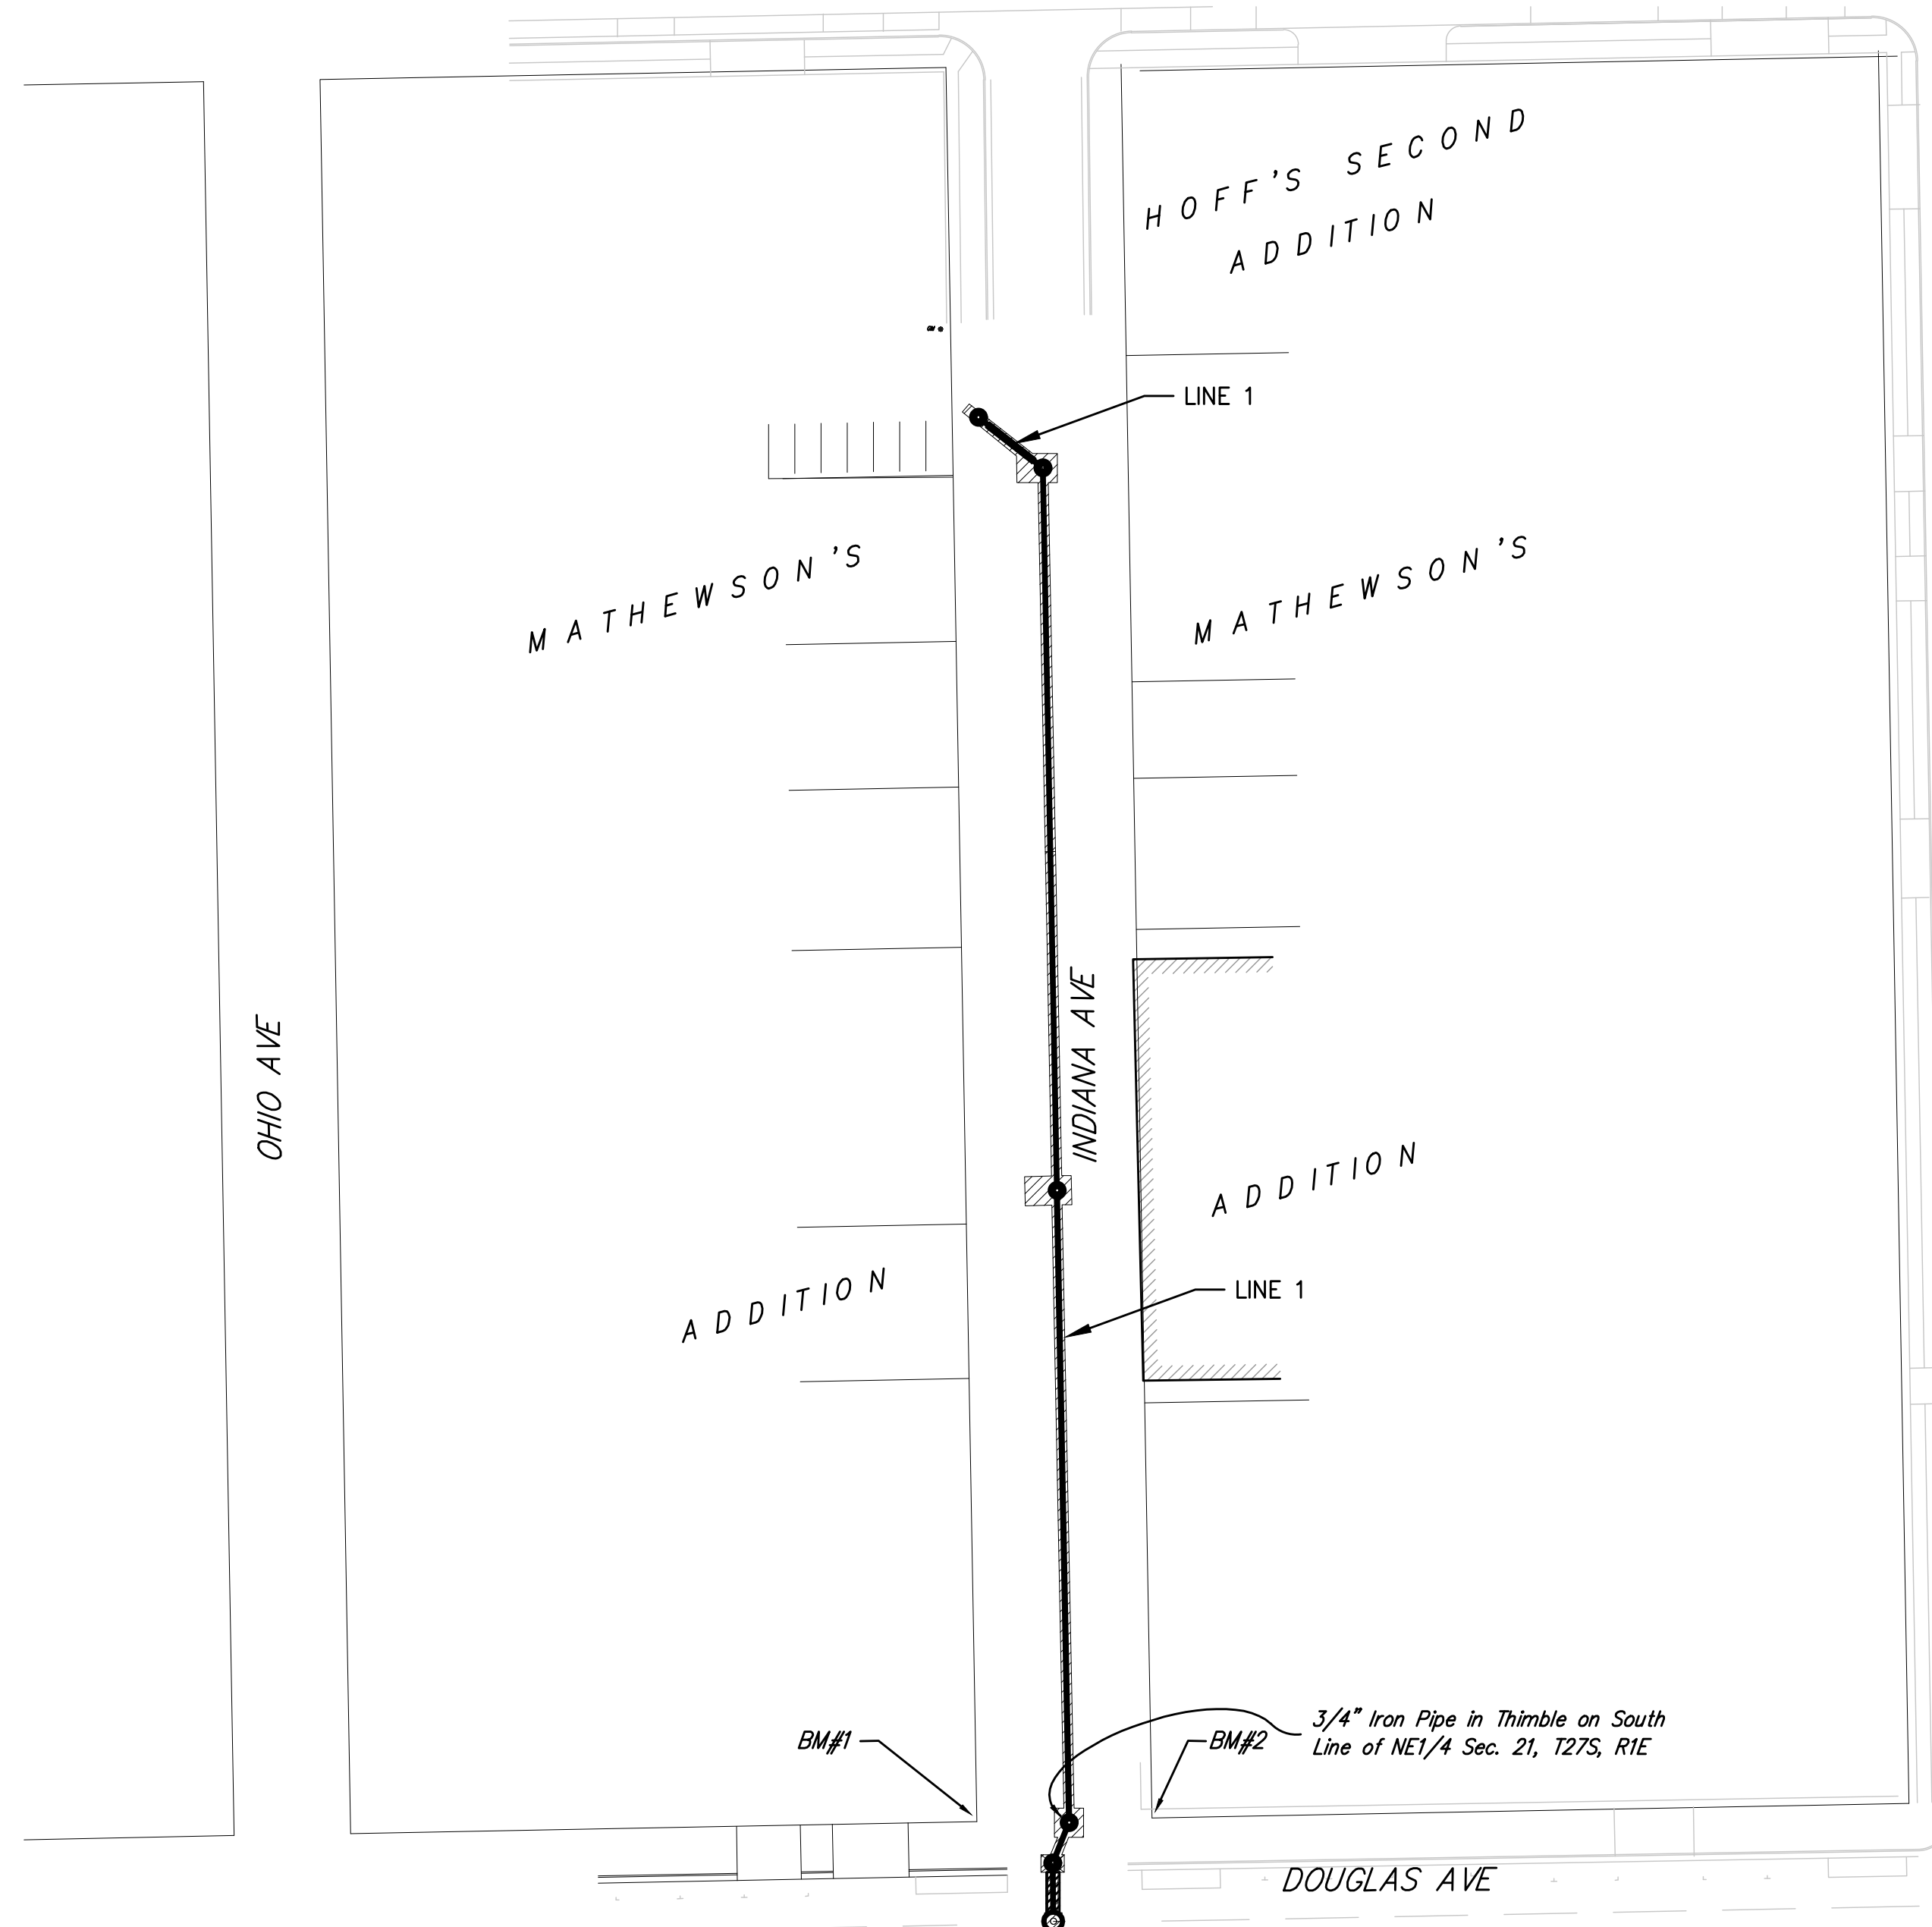 HOFF'S SECOND
ADDITION
LINE 1
MATHEWSON'S
MATHEWSON'S
OHIO AVE
INDIANA AVE
ADDITION
ADDITION
LINE 1
BM#1
BM#2
3/4" Iron Pipe in Thimble on South
Line of NE1/4 Sec. 21, T27S, R1E
DOUGLAS AVE